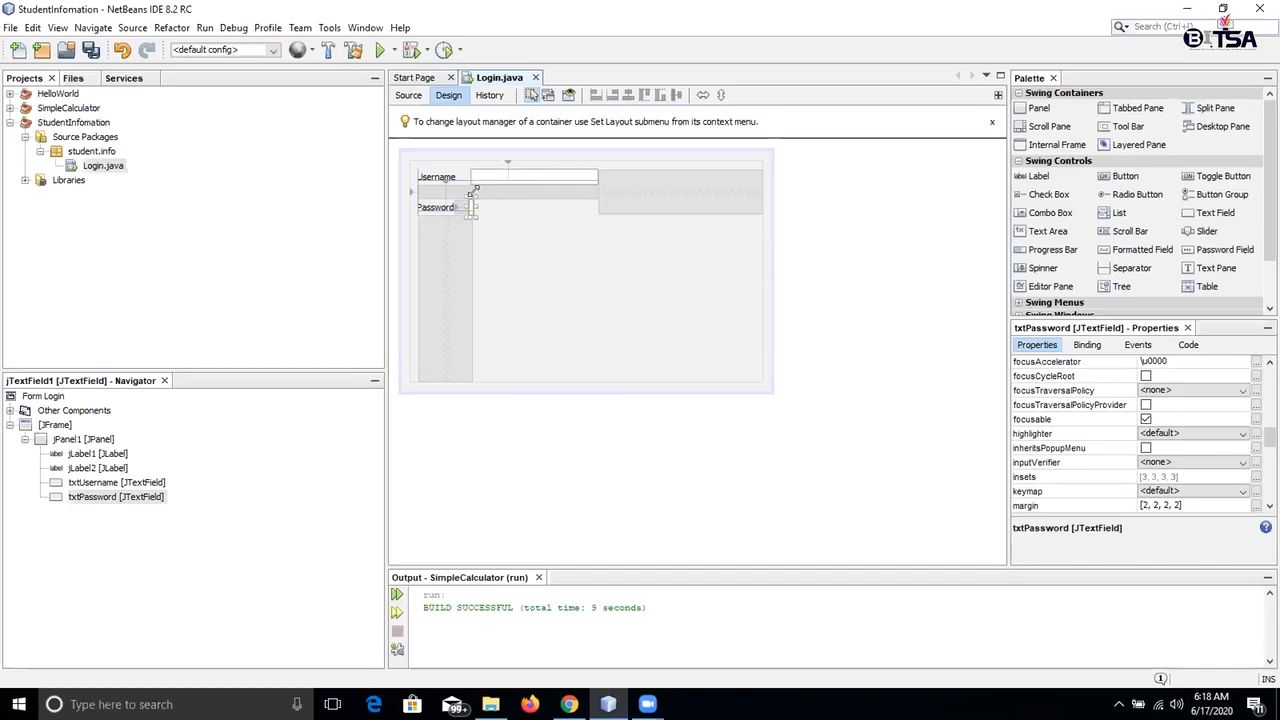 StudentInfomation - NetBeans IDE 8.2 RC
File Edit View Navigate Source Refactor Run Debug Profile Team Tools Window Help
Search (Ctrl+I)
TSA
<default config>
Projects Files Services
HelloWorld
SimpleCalculator
StudentInfomation
Source Packages
student.info
Login.java
Libraries
jTextField1 [JTextField] - Navigator
Form Login
Other Components
[JFrame]
jPanel1 [JPanel]
jLabel1 [JLabel]
jLabel2 [JLabel]
txtUsername [JTextField]
txtPassword [JTextField]
Start Page Login.java
Source Design History
To change layout manager of a container use Set Layout submenu from its context menu. x
Username
Password
Output - SimpleCalculator (run)
run:
BUILD SUCCESSFUL (total time: 9 seconds)
Palette
Swing Containers
Panel Tabbed Pane Split Pane
Scroll Pane Tool Bar Desktop Pane
Internal Frame Layered Pane
Swing Controls
Label Button Toggle Button
Check Box Radio Button Button Group
Combo Box List Text Field
Text Area Scroll Bar Slider
Progress Bar Formatted Field Password Field
Spinner Separator Text Pane
Editor Pane Tree Table
Swing Menus
Swing Windows
txtPassword [JTextField] - Properties
Properties Binding Events Code
focusAccelerator \u0000
focusCycleRoot
focusTraversalPolicy <none>
focusTraversalPolicyProvider
focusable
highlighter <default>
inheritsPopupMenu
inputVerifier <none>
insets [3, 3, 3, 3]
keymap <default>
margin [2, 2, 2, 2]
txtPassword [JTextField]
1 INS
Type here to search
99+
6:18 AM
6/17/2020
11